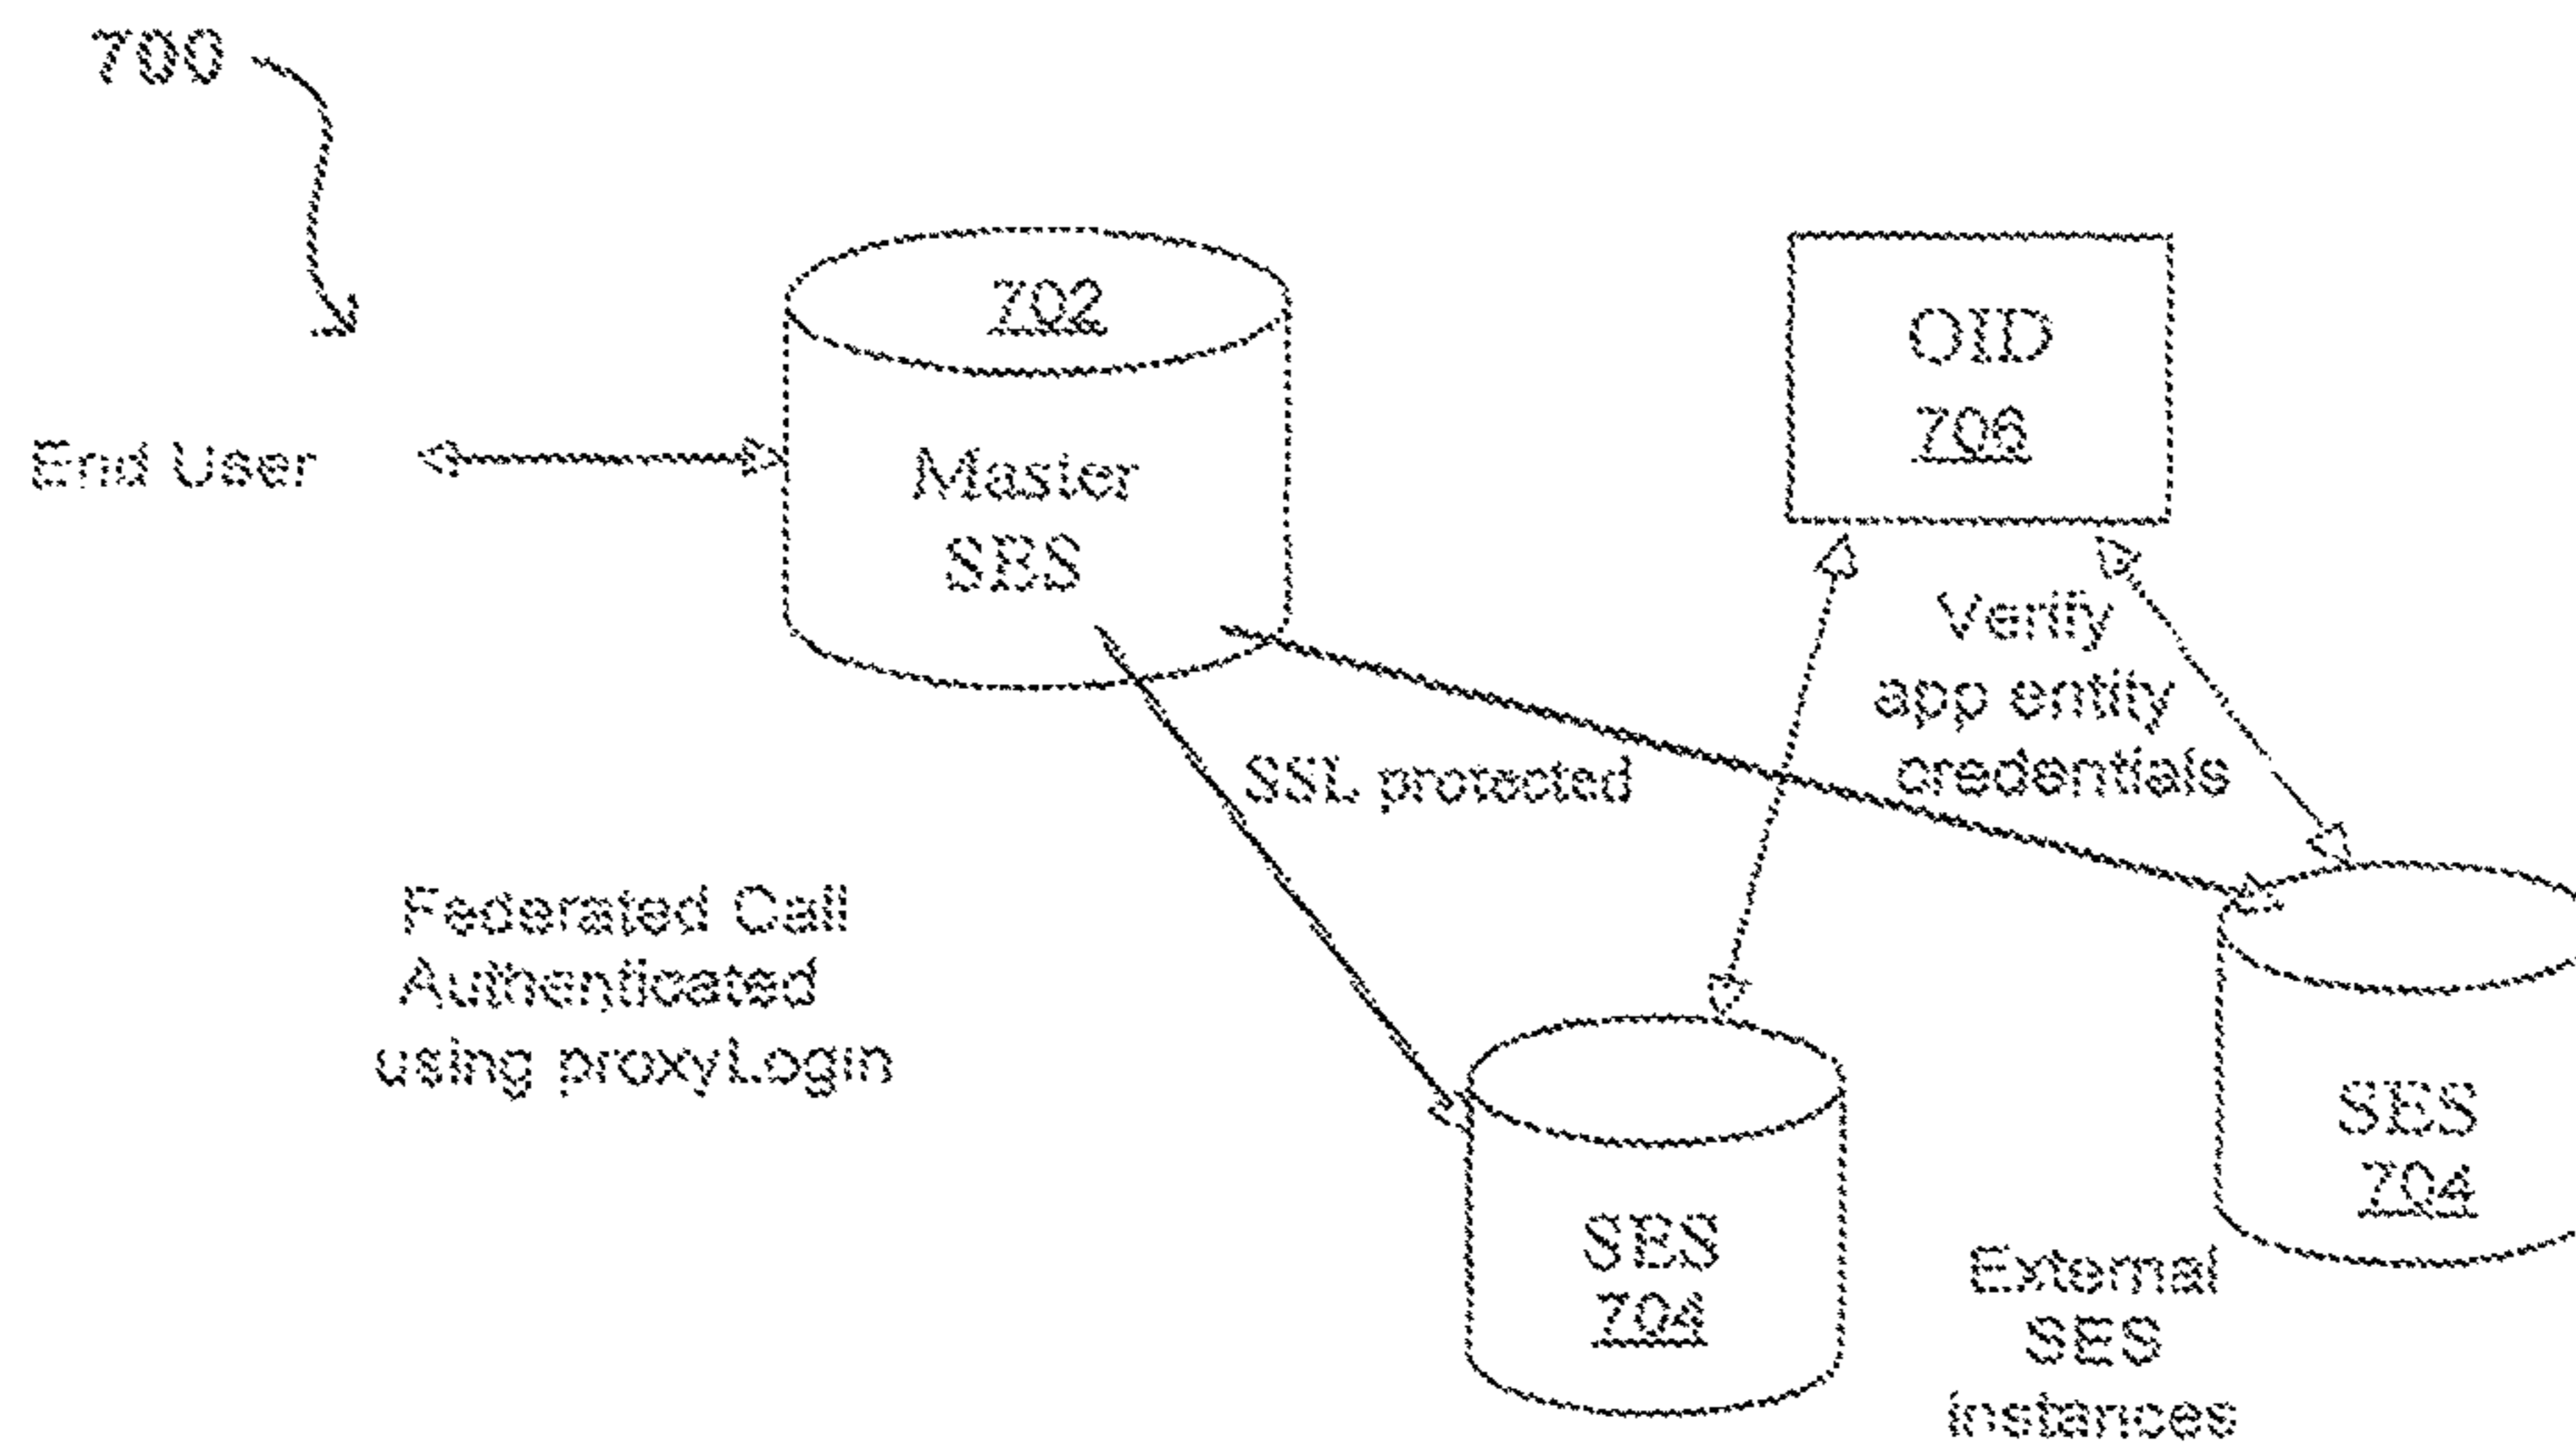 700
702
Master
SES
End User
OID
706
Verify
app entity
credentials
SSL protected
Federated Call
Authenticated
using proxyLogin
SES
704
SES
704
External
SES
instances